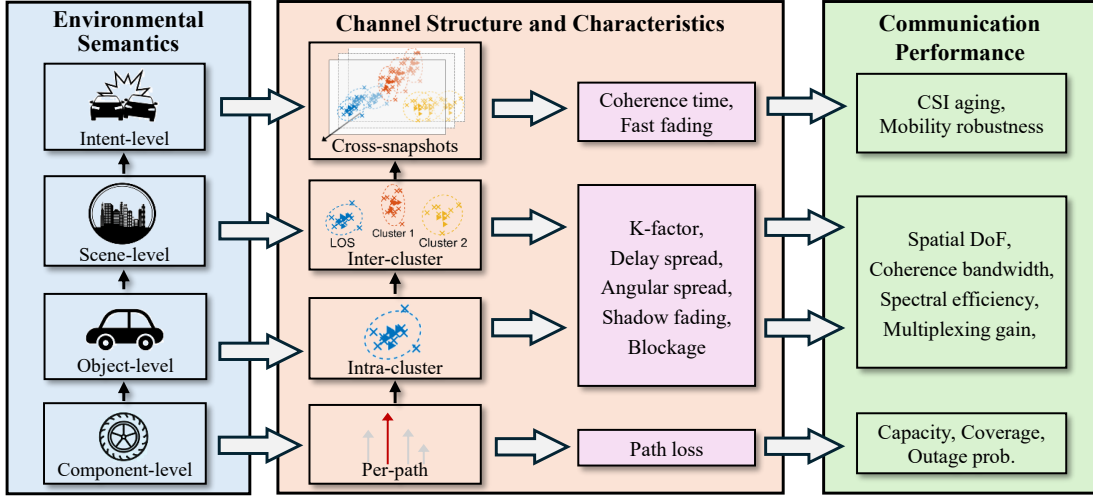 Environmental
Semantics
Intent-level
Scene-level
Object-level
Component-level
Channel Structure and Characteristics
Cross-snapshots
LOS
Cluster 1
Cluster 2
Inter-cluster
Intra-cluster
Per-path
Coherence time,
Fast fading
K-factor,
Delay spread,
Angular spread,
Shadow fading,
Blockage
Path loss
Communication
Performance
CSI aging,
Mobility robustness
Spatial DoF,
Coherence bandwidth,
Spectral efficiency,
Multiplexing gain,
Capacity, Coverage,
Outage prob.